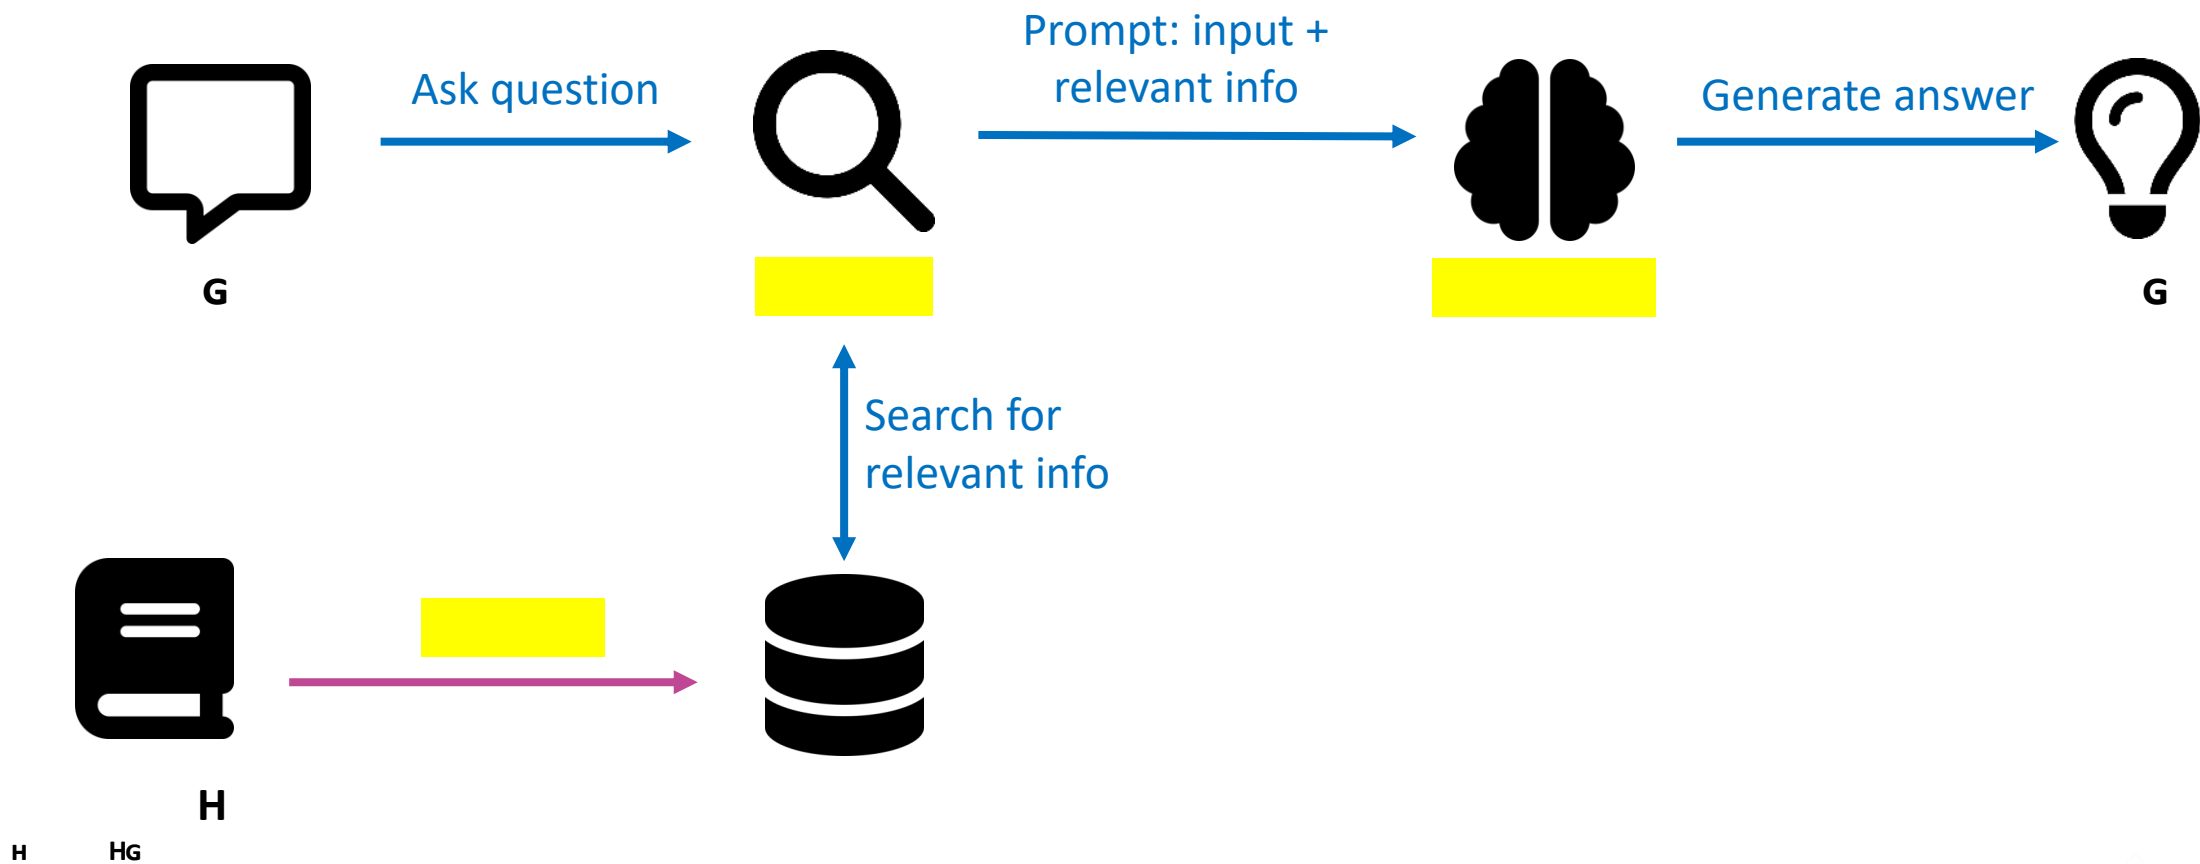 Ask question
Prompt: input +
relevant info
Generate answer
G
G
Search for
relevant info
H
H
HG